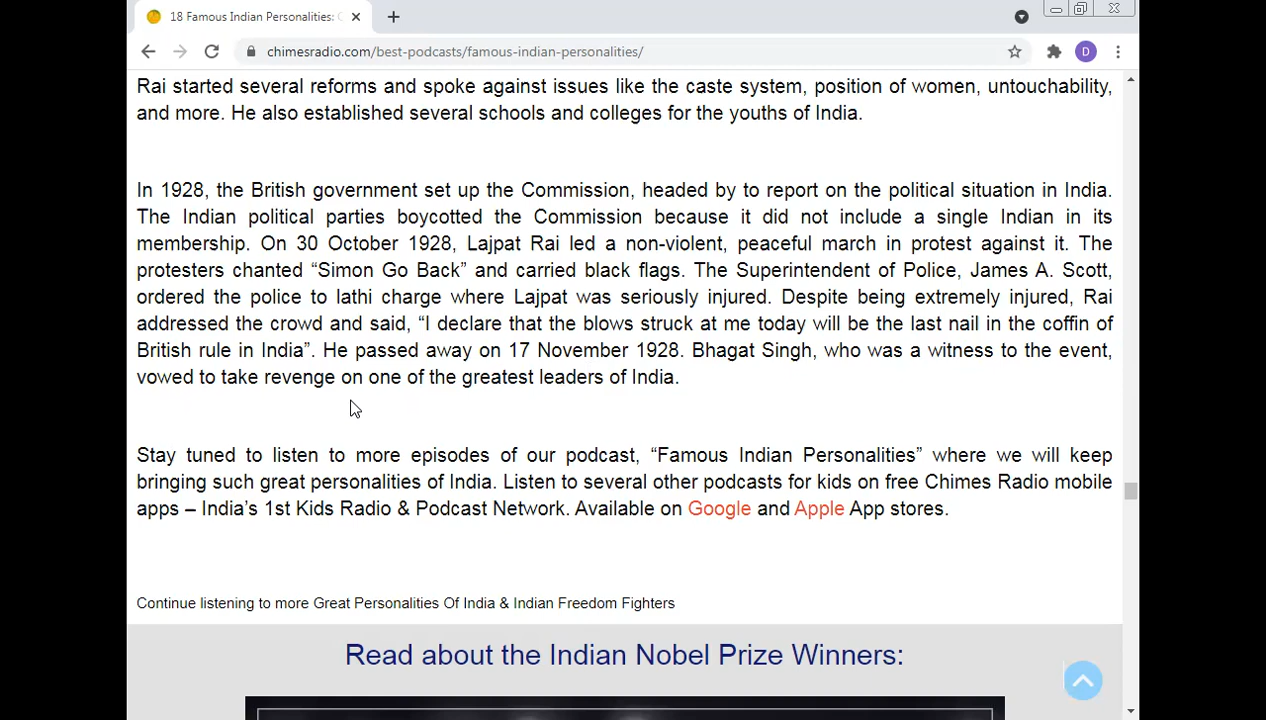 18 Famous Indian Personalities:
chimesradio.com/best-podcasts/famous-indian-personalities/
D
Rai started several reforms and spoke against issues like the caste system, position of women, untouchability,
and more. He also established several schools and colleges for the youths of India.
In 1928, the British government set up the Commission, headed by to report on the political situation in India.
The Indian political parties boycotted the Commission because it did not include a single Indian in its
membership. On 30 October 1928, Lajpat Rai led a non-violent, peaceful march in protest against it. The
protesters chanted “Simon Go Back” and carried black flags. The Superintendent of Police, James A. Scott,
ordered the police to lathi charge where Lajpat was seriously injured. Despite being extremely injured, Rai
addressed the crowd and said, “I declare that the blows struck at me today will be the last nail in the coffin of
British rule in India”. He passed away on 17 November 1928. Bhagat Singh, who was a witness to the event,
vowed to take revenge on one of the greatest leaders of India.
Stay tuned to listen to more episodes of our podcast, “Famous Indian Personalities” where we will keep
bringing such great personalities of India. Listen to several other podcasts for kids on free Chimes Radio mobile
apps – India’s 1st Kids Radio & Podcast Network. Available on Google and Apple App stores.
Continue listening to more Great Personalities Of India & Indian Freedom Fighters
Read about the Indian Nobel Prize Winners: